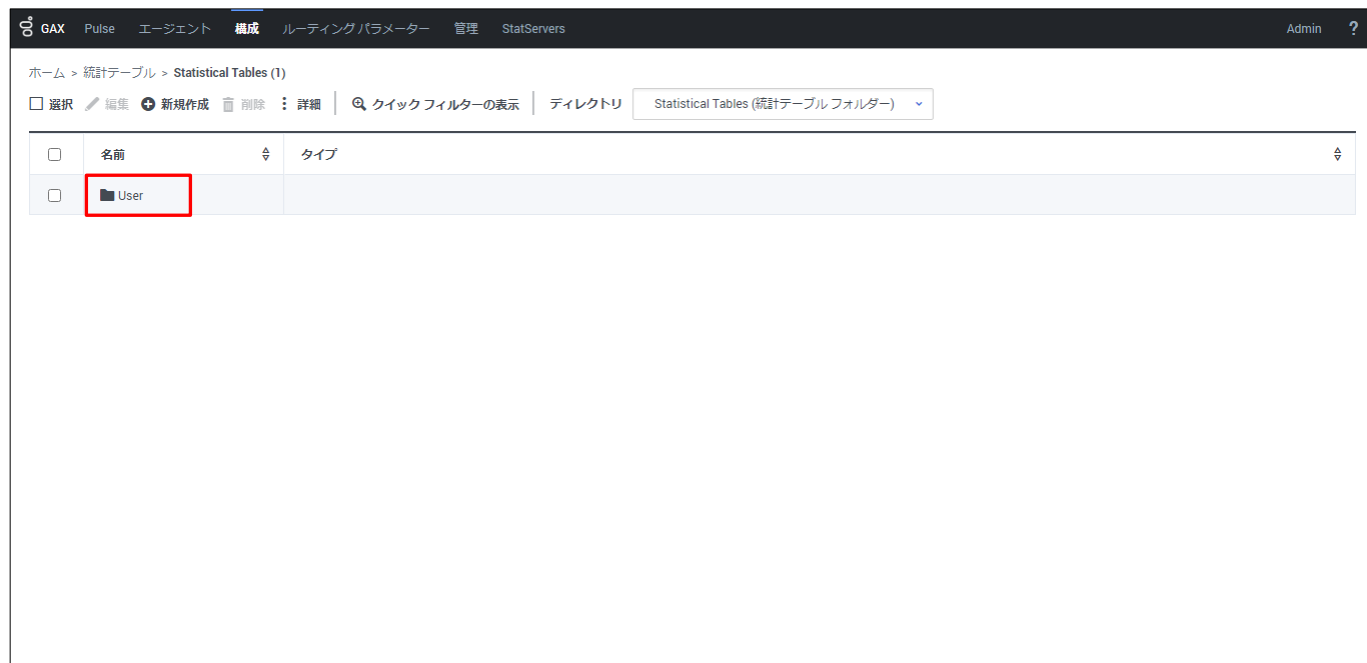 GAX Pulse エージェント 構成 ルーティング パラメーター 管理 StatServers Admin ?
ホーム > 統計テーブル > Statistical Tables (1)
選択 編集 新規作成 削除 詳細 クイック フィルターの表示 ディレクトリ Statistical Tables (統計テーブル フォルダー)
名前 タイプ
User